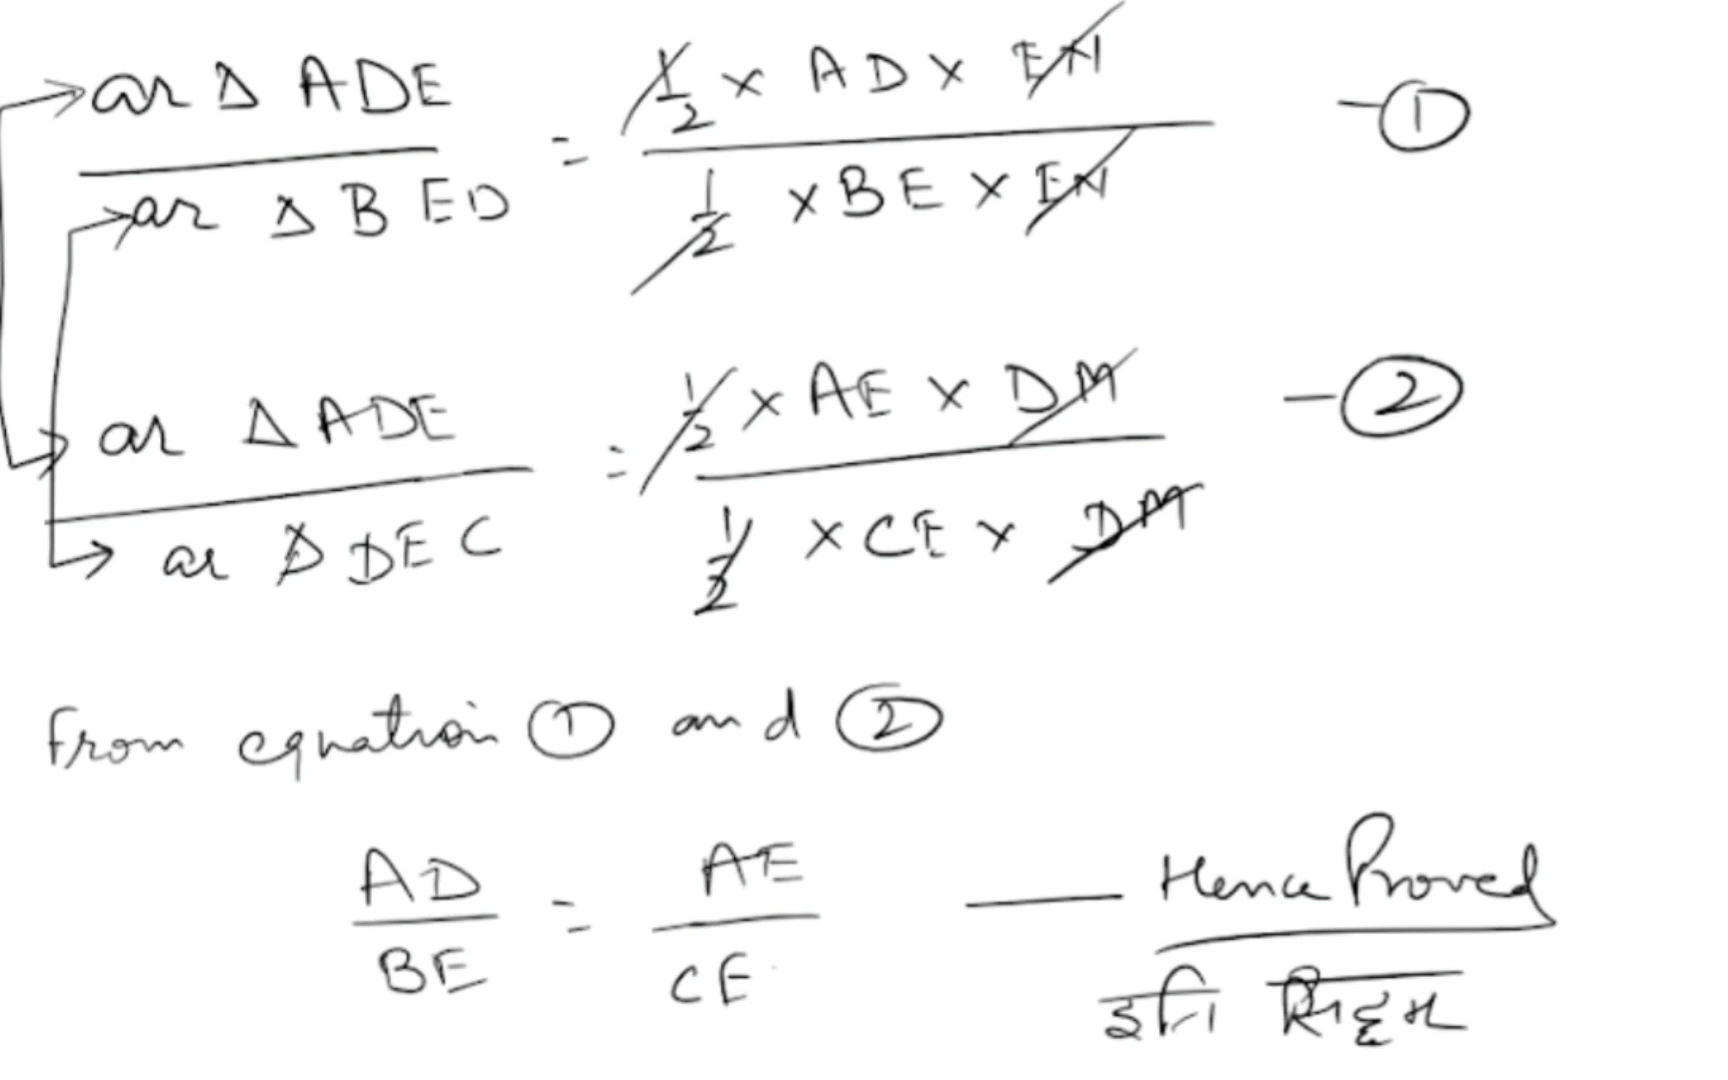 ar Δ ADE / ar Δ BED = 1/2 × AD × EN / 1/2 × BE × EN - ①
ar Δ ADE / ar Δ DEC = 1/2 × AE × DM / 1/2 × CE × DM - ②
From equation ① and ②
AD / BE = AE / CE — Hence Proved
इति सिद्धम